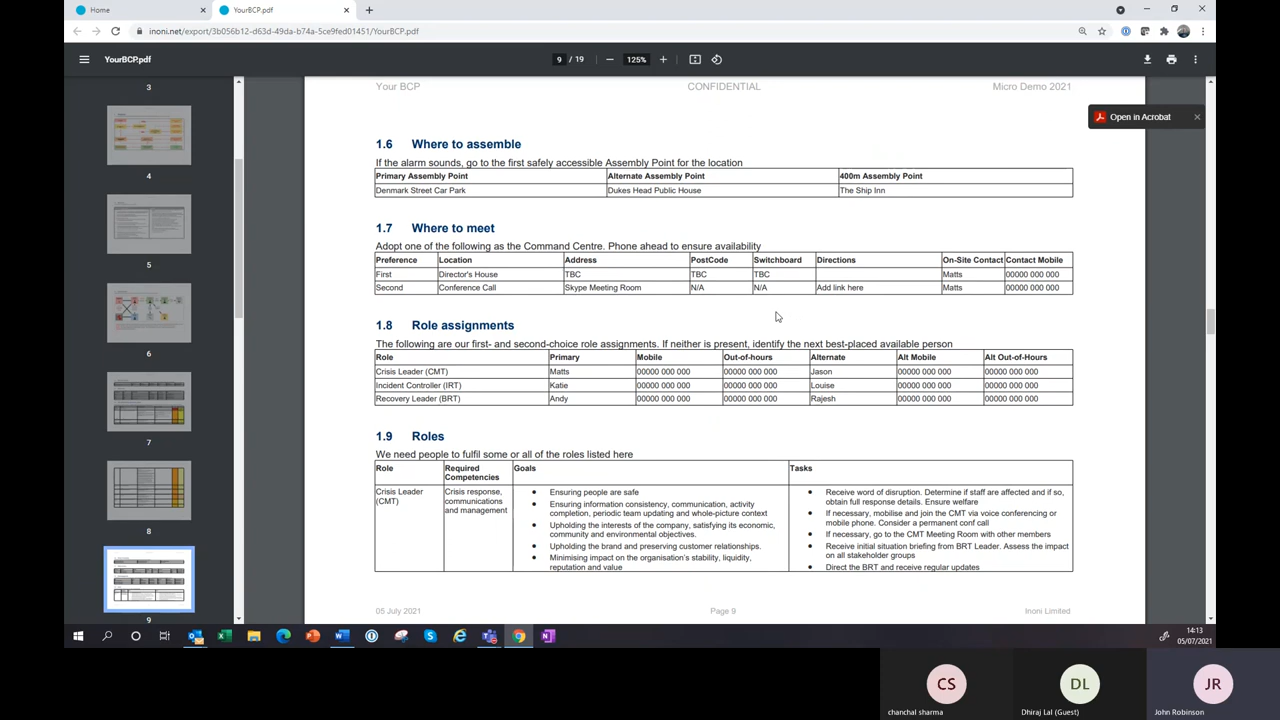 Home
YourBCP.pdf
inoni.net/export/3b056b12-d63d-49da-b74a-5ce9fed01451/YourBCP.pdf
YourBCP.pdf
9 / 19
125%
Open in Acrobat
3
4
5
6
7
8
9
Your BCP CONFIDENTIAL Micro Demo 2021
1.6 Where to assemble
If the alarm sounds, go to the first safely accessible Assembly Point for the location
Primary Assembly Point Alternate Assembly Point 400m Assembly Point
Denmark Street Car Park Dukes Head Public House The Ship Inn
1.7 Where to meet
Adopt one of the following as the Command Centre. Phone ahead to ensure availability
Preference Location Address PostCode Switchboard Directions On-Site Contact Contact Mobile
First Director's House TBC TBC TBC Matts 00000 000 000
Second Conference Call Skype Meeting Room N/A N/A Add link here Matts 00000 000 000
1.8 Role assignments
The following are our first- and second-choice role assignments. If neither is present, identify the next best-placed available person
Role Primary Mobile Out-of-hours Alternate Alt Mobile Alt Out-of-Hours
Crisis Leader (CMT) Matts 00000 000 000 00000 000 000 Jason 00000 000 000 00000 000 000
Incident Controller (IRT) Katie 00000 000 000 00000 000 000 Louise 00000 000 000 00000 000 000
Recovery Leader (BRT) Andy 00000 000 000 00000 000 000 Rajesh 00000 000 000 00000 000 000
1.9 Roles
We need people to fulfil some or all of the roles listed here
Role Required Competencies Goals Tasks
Crisis Leader (CMT)
Crisis response, communications and management
• Ensuring people are safe
• Ensuring information consistency, communication, activity
completion, periodic team updating and whole-picture context
• Upholding the interests of the company, satisfying its economic,
community and environmental objectives.
• Upholding the brand and preserving customer relationships.
• Minimising impact on the organisation's stability, liquidity,
reputation and value
• Receive word of disruption. Determine if staff are affected and if so,
obtain full response details. Ensure welfare
• If necessary, mobilise and join the CMT via voice conferencing or
mobile phone. Consider a permanent conf call
• If necessary, go to the CMT Meeting Room with other members
• Receive initial situation briefing from BRT Leader. Assess the impact
on all stakeholder groups
• Direct the BRT and receive regular updates
05 July 2021 Page 9 Inoni Limited
14:13
05/07/2021
CS
chanchal sharma
DL
Dhiraj Lal (Guest)
JR
John Robinson